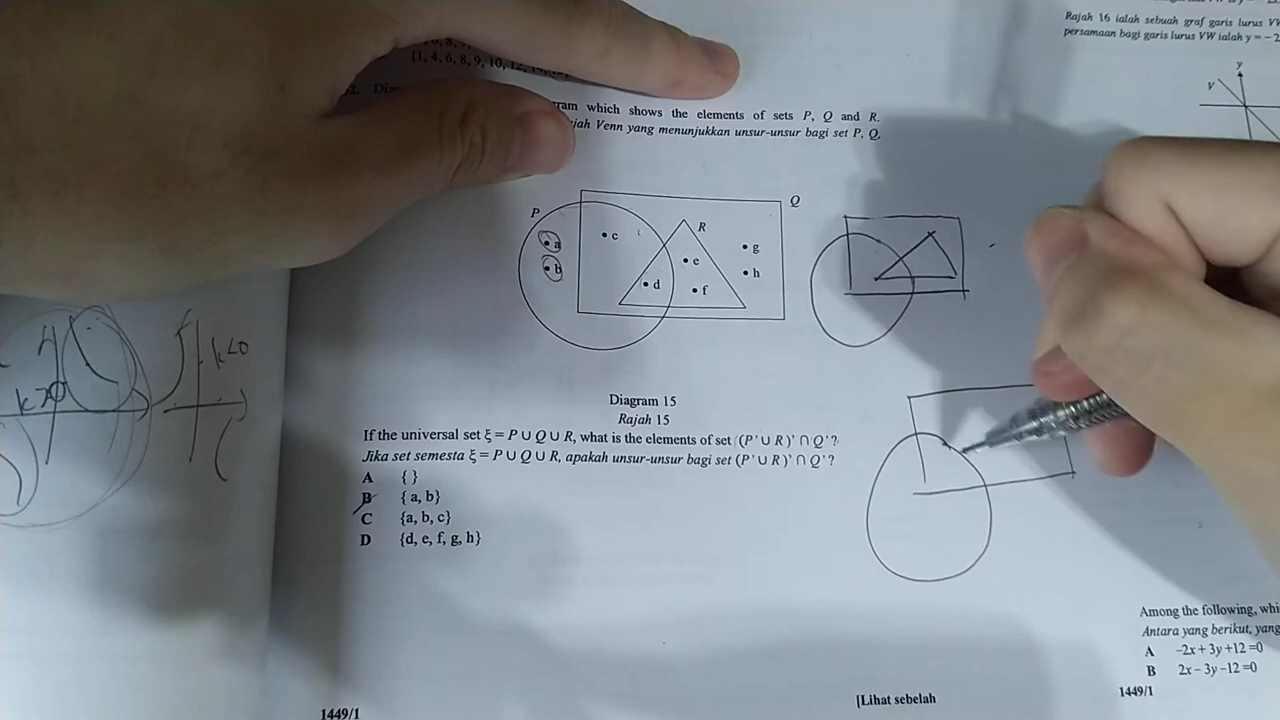 {1, 4, 6, 8, 9, 10, 12,
which shows the elements of sets P, Q and R.
Venn yang menunjukkan unsur-unsur bagi set P, Q.
P
Q
R
a
b
c
d
e
f
g
h
Diagram 15
Rajah 15
If the universal set ξ = P ∪ Q ∪ R, what is the elements of set (P' ∪ R)' ∩ Q'?
Jika set semesta ξ = P ∪ Q ∪ R, apakah unsur-unsur bagi set (P' ∪ R)' ∩ Q'?
A { }
B { a, b}
C {a, b, c}
D {d, e, f, g, h}
[Lihat sebelah
1449/1
k>0
k<0
Rajah 16 ialah sebuah graf garis lurus
persamaan bagi garis lurus VW ialah y = -2
y
V
Among the following,
Antara yang berikut, yang
A -2x + 3y +12 =0
B 2x - 3y -12 =0
1449/1